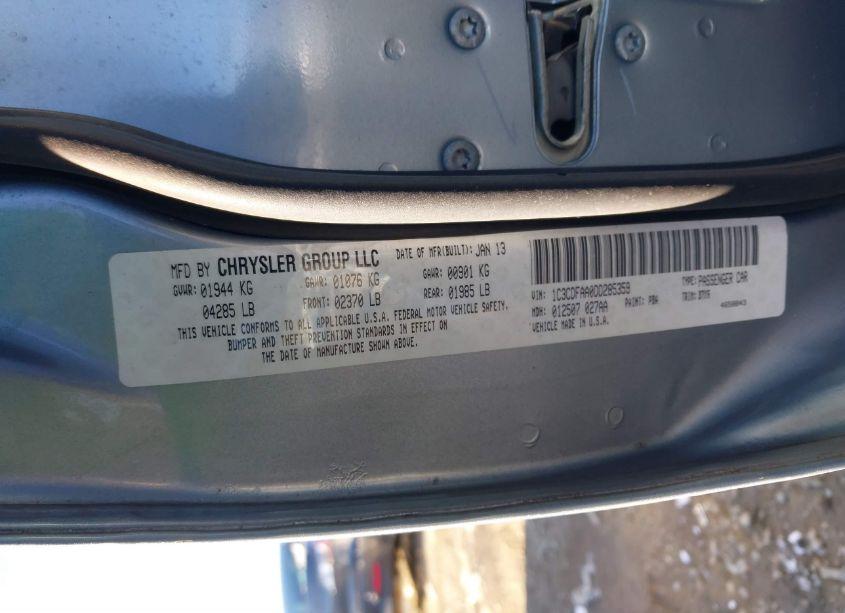 MFD BY CHRYSLER GROUP LLC DATE OF MFR(BUILT): JAN 13
GVWR: 01944 KG GAWR: 01076 KG GAWR: 00901 KG
04285 LB FRONT: 02370 LB REAR: 01985 LB
THIS VEHICLE CONFORMS TO ALL APPLICABLE U.S.A. FEDERAL MOTOR VEHICLE SAFETY,
BUMPER AND THEFT PREVENTION STANDARDS IN EFFECT ON
THE DATE OF MANUFACTURE SHOWN ABOVE.
VIN: 1C3CDFAA0DD285359 TYPE: PASSENGER CAR
MDH: 012507 027AA PAINT: PBA TRIM:
VEHICLE MADE IN U.S.A.